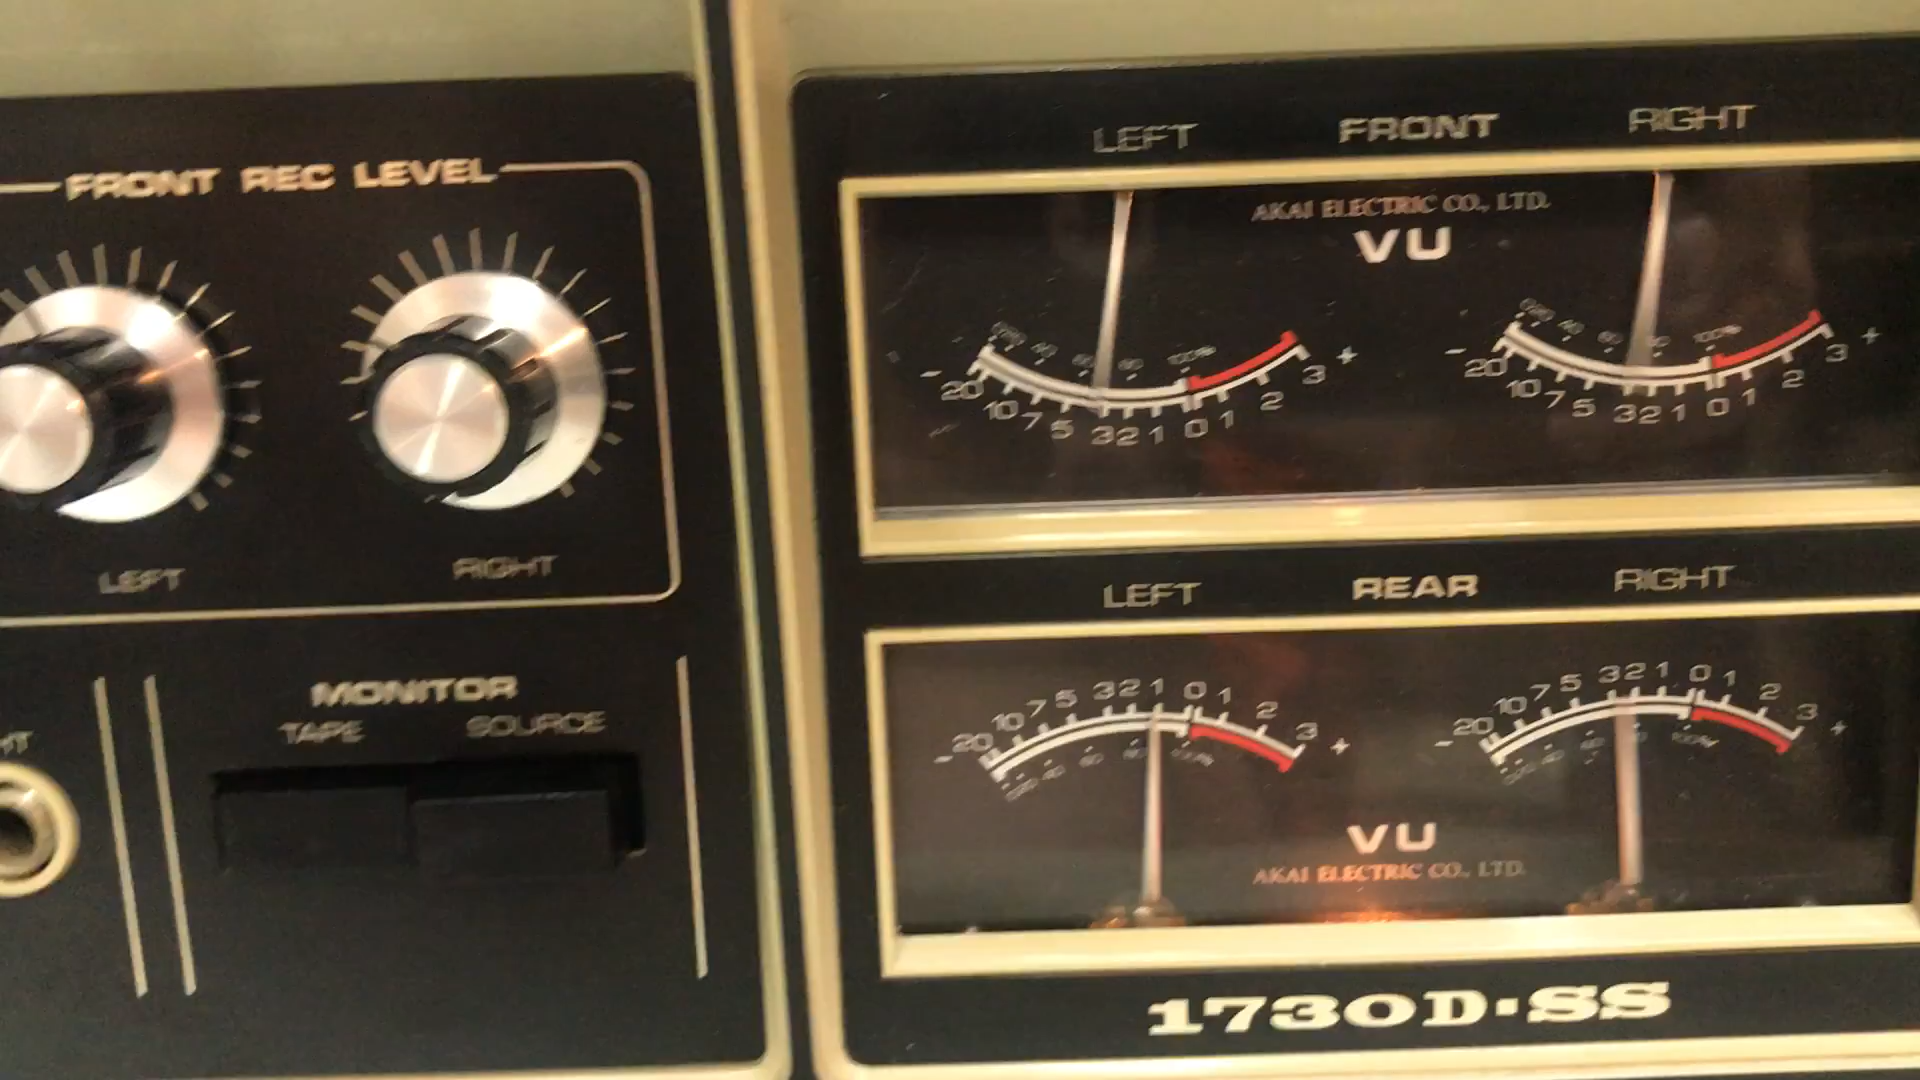 FRONT REC LEVEL
LEFT RIGHT
MONITOR
TAPE SOURCE
LEFT FRONT RIGHT
AKAI ELECTRIC CO., LTD.
VU
- 20 10 7 5 3 2 1 0 1 2 3 +
- 20 10 7 5 3 2 1 0 1 2 3 +
LEFT REAR RIGHT
- 20 10 7 5 3 2 1 0 1 2 3 +
- 20 10 7 5 3 2 1 0 1 2 3 +
VU
AKAI ELECTRIC CO., LTD.
1730D·SS